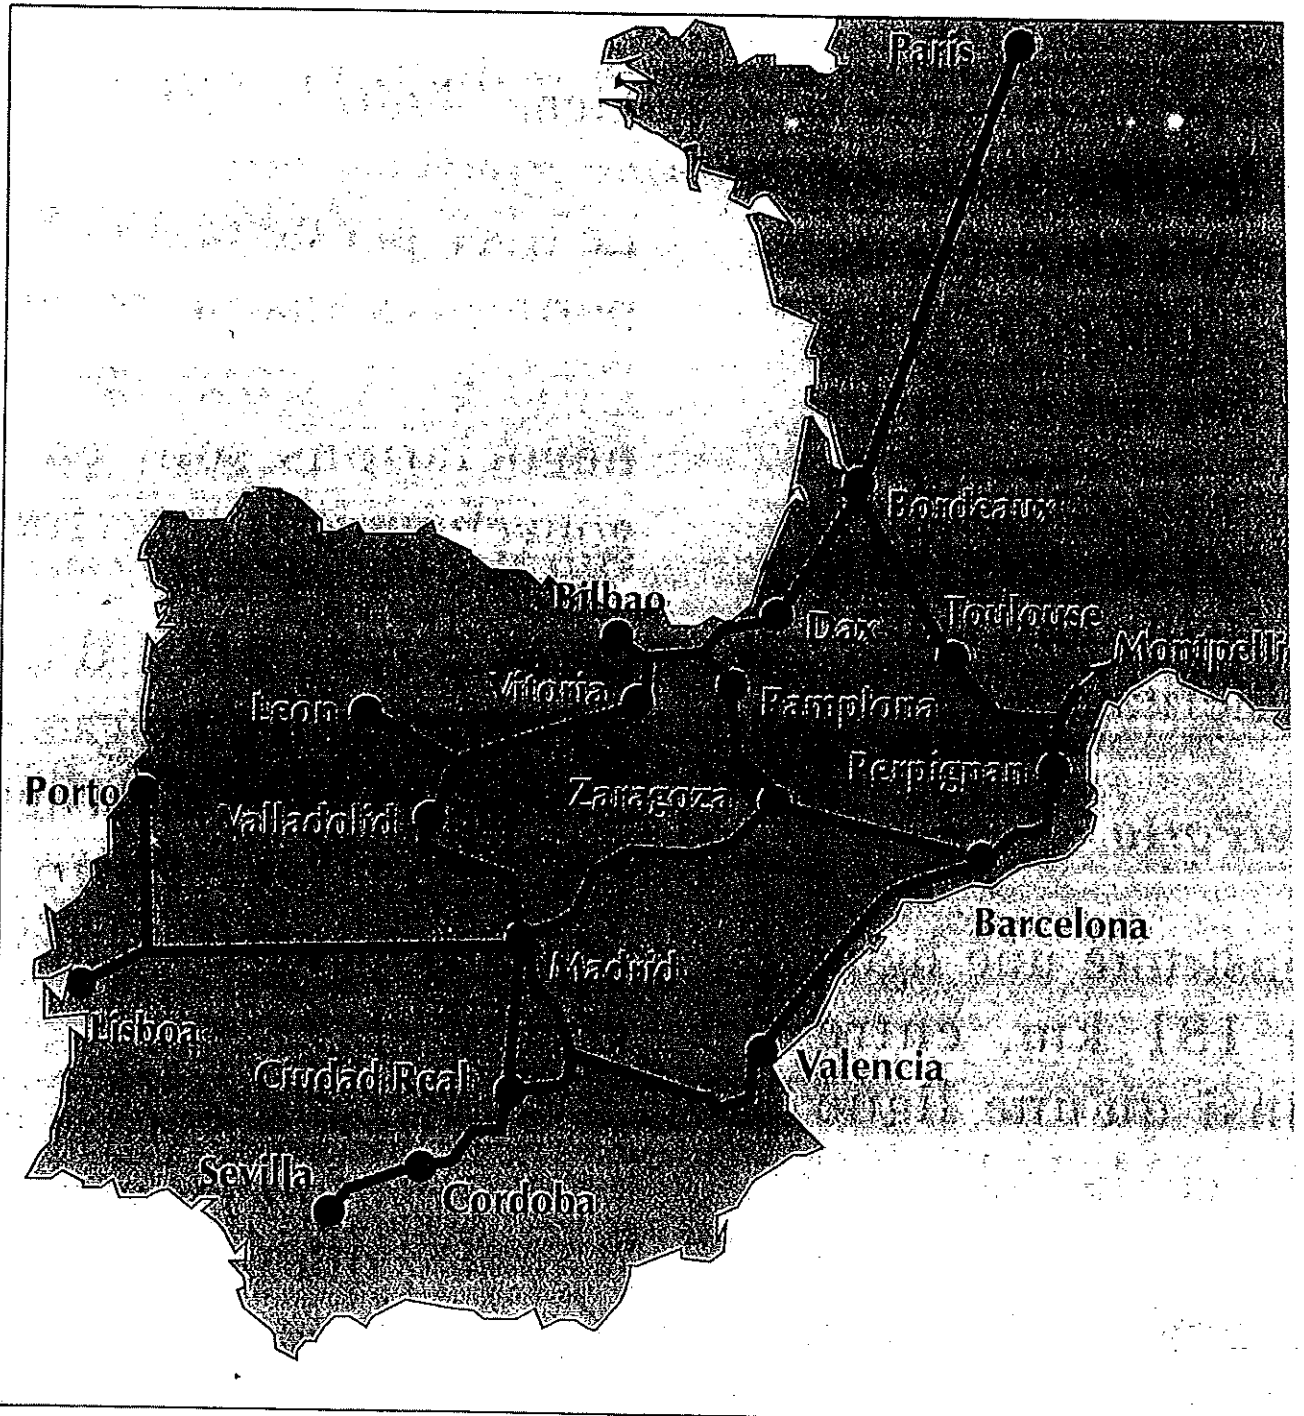 París
Bordeaux
Bilbao
Dax
Toulouse
Montpelli
Vitoria
Pamplona
Leon
Perpignan
Porto
Zaragoza
Valladolid
Barcelona
Madrid
Lisboa
Valencia
Ciudad Real
Sevilla
Cordoba